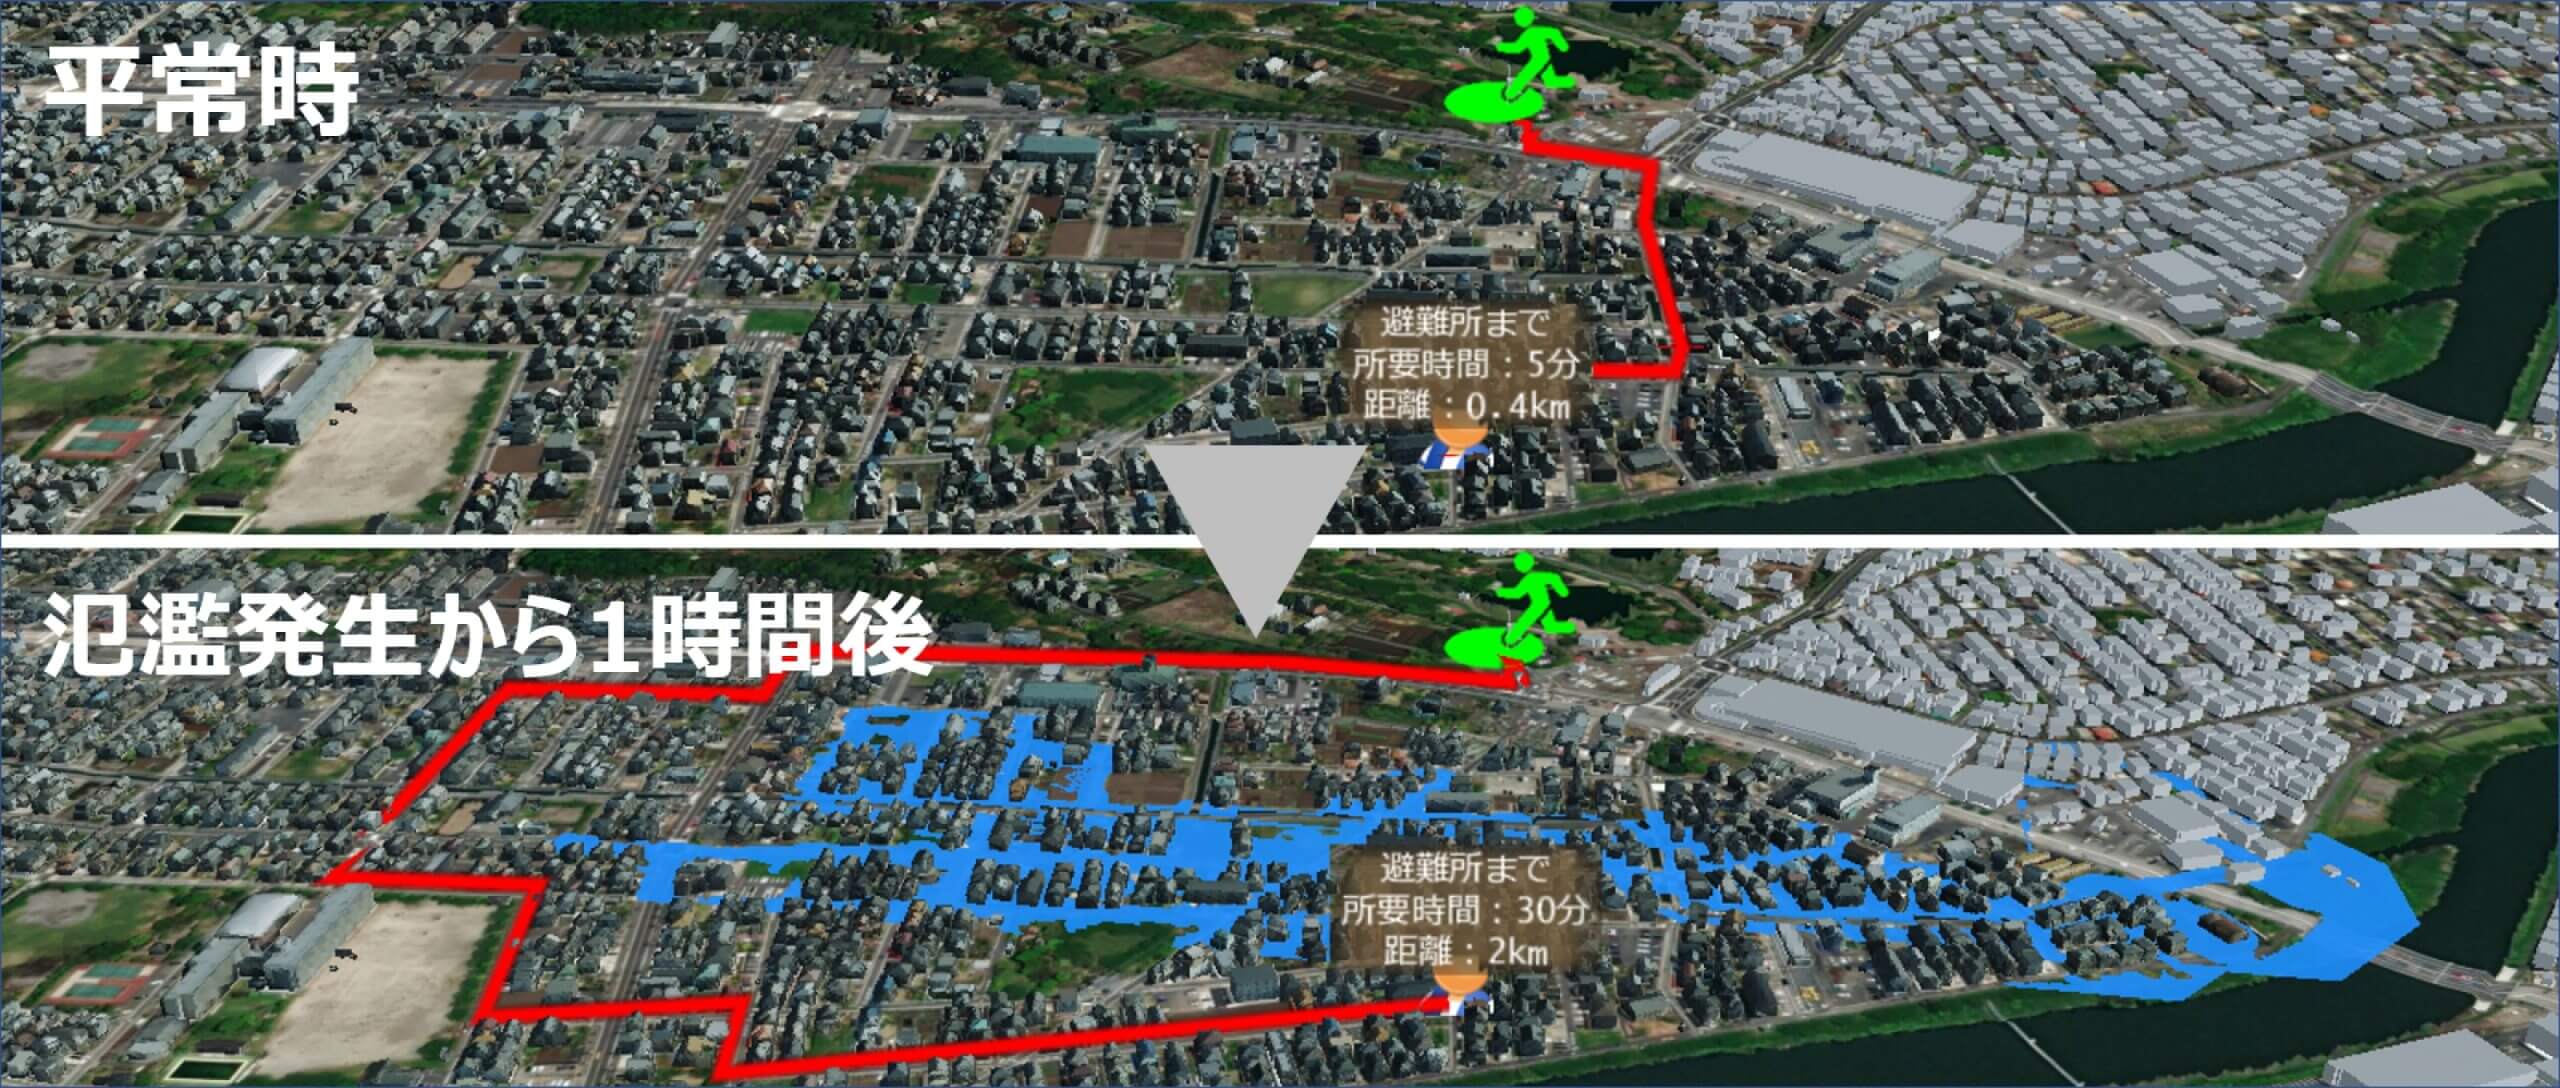 平常時
避難所まで
所要時間：5分
距離：0.4km
氾濫発生から1時間後
避難所まで
所要時間：30分
距離：2km